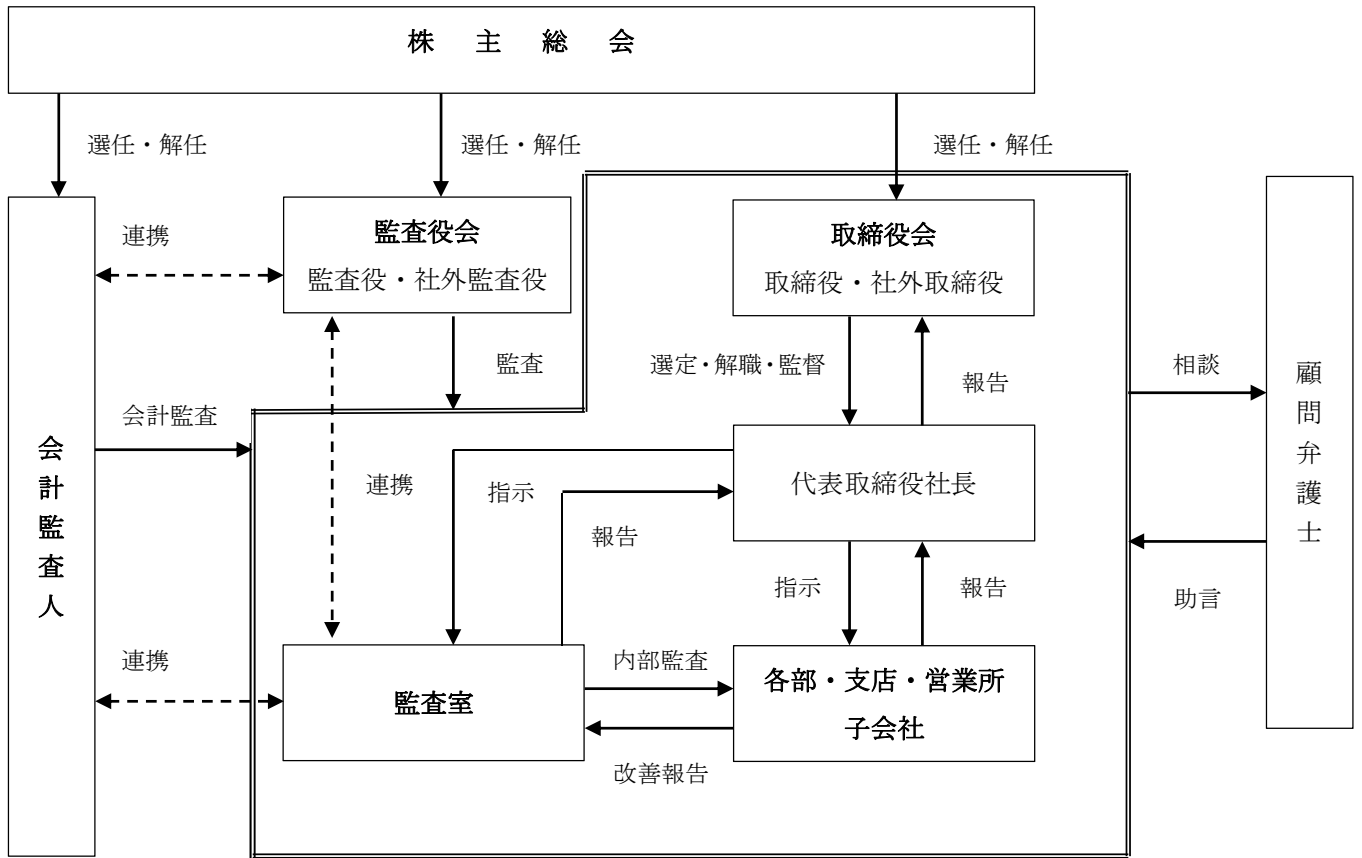 株主総会
選任・解任
選任・解任
選任・解任
連携
監査役会
監査役・社外監査役
取締役会
取締役・社外取締役
監査
選定・解職・監督
報告
相談
顧問弁護士
会計監査
会計監査人
連携
指示
報告
代表取締役社長
指示
報告
助言
連携
監査室
内部監査
改善報告
各部・支店・営業所
子会社